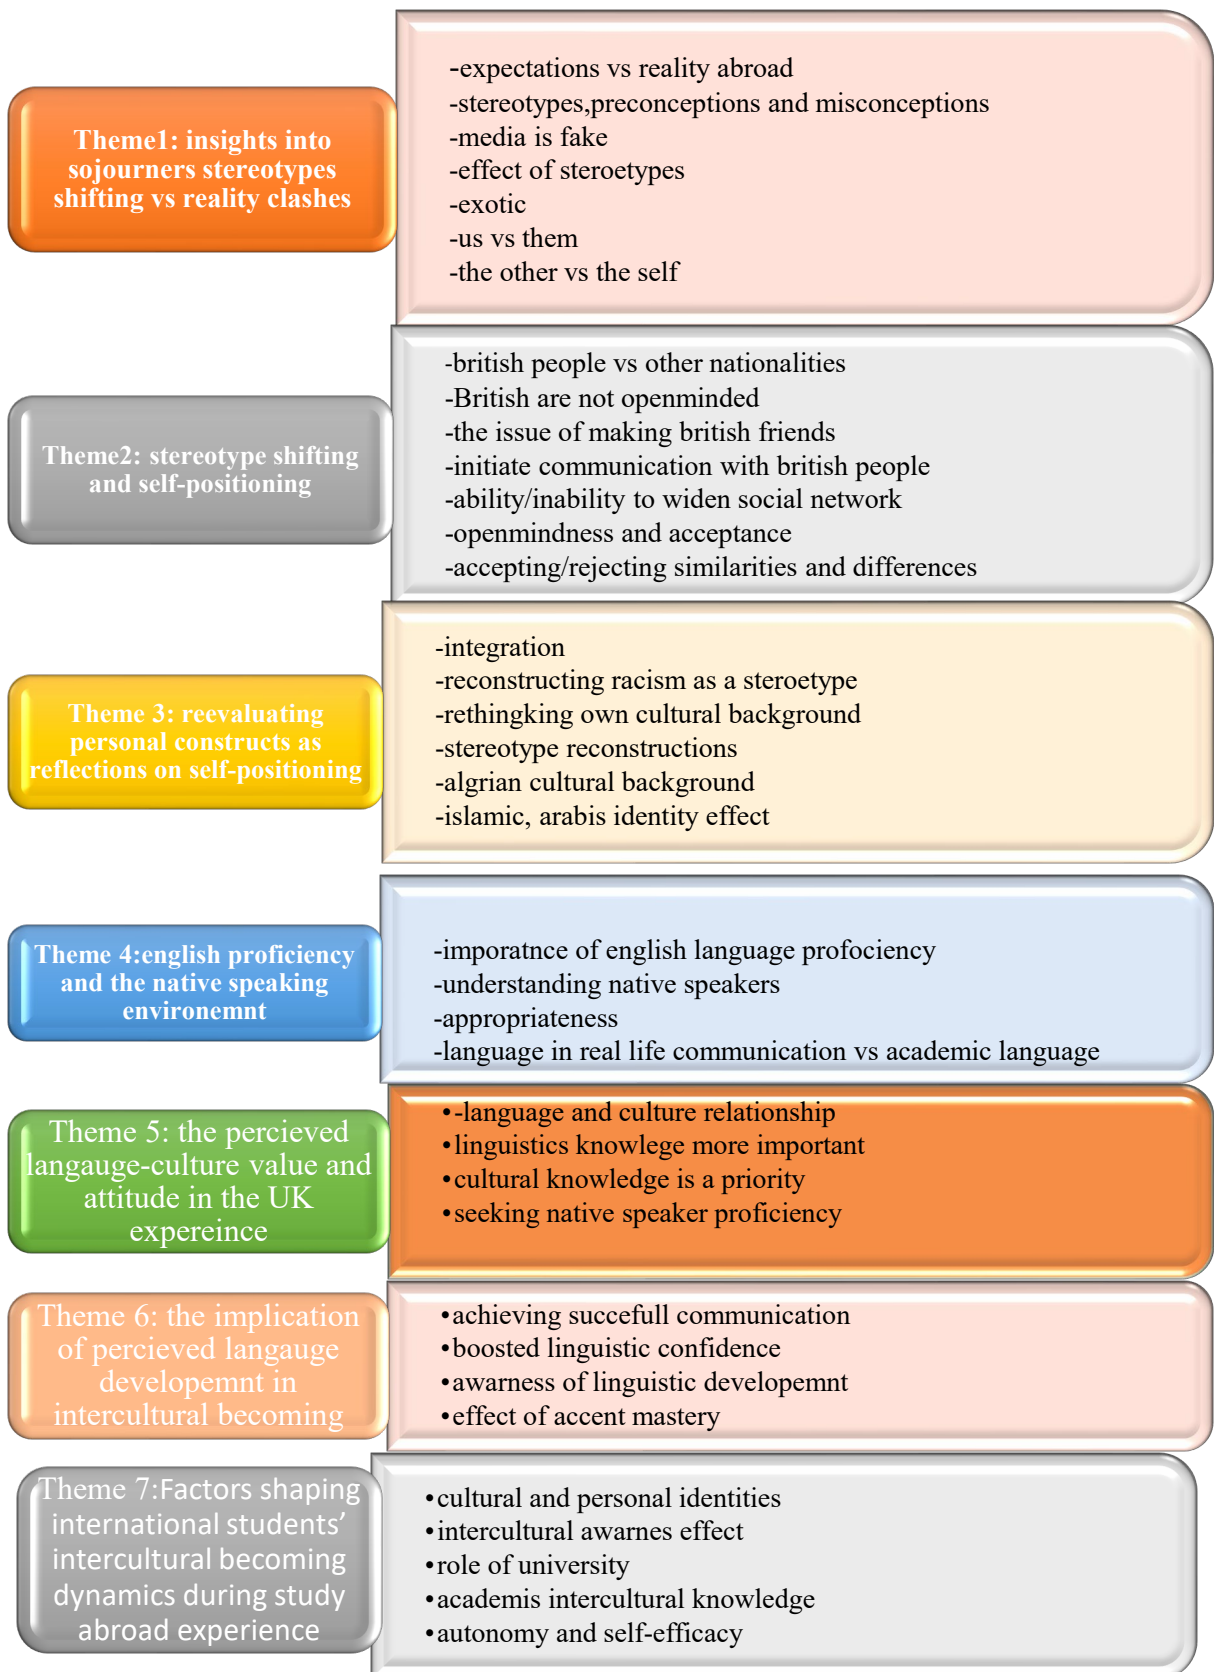 Theme1: insights into
sojourners stereotypes
shifting vs reality clashes
-expectations vs reality abroad
-stereotypes,preconceptions and misconceptions
-media is fake
-effect of steroetypes
-exotic
-us vs them
-the other vs the self
Theme2: stereotype shifting
and self-positioning
-british people vs other nationalities
-British are not openminded
-the issue of making british friends
-initiate communication with british people
-ability/inability to widen social network
-openmindness and acceptance
-accepting/rejecting similarities and differences
Theme 3: reevaluating
personal constructs as
reflections on self-positioning
-integration
-reconstructing racism as a steroetype
-rethingking own cultural background
-stereotype reconstructions
-algrian cultural background
-islamic, arabis identity effect
Theme 4:english proficiency
and the native speaking
environemnt
-imporatnce of english language profociency
-understanding native speakers
-appropriateness
-language in real life communication vs academic language
Theme 5: the percieved
langauge-culture value and
attitude in the UK
expereince
•-language and culture relationship
•linguistics knowlege more important
•cultural knowledge is a priority
•seeking native speaker proficiency
Theme 6: the implication
of percieved langauge
developemnt in
intercultural becoming
•achieving succefull communication
•boosted linguistic confidence
•awarness of linguistic developemnt
•effect of accent mastery
Theme 7:Factors shaping
international students’
intercultural becoming
dynamics during study
abroad experience
•cultural and personal identities
•intercultural awarnes effect
•role of university
•academis intercultural knowledge
•autonomy and self-efficacy